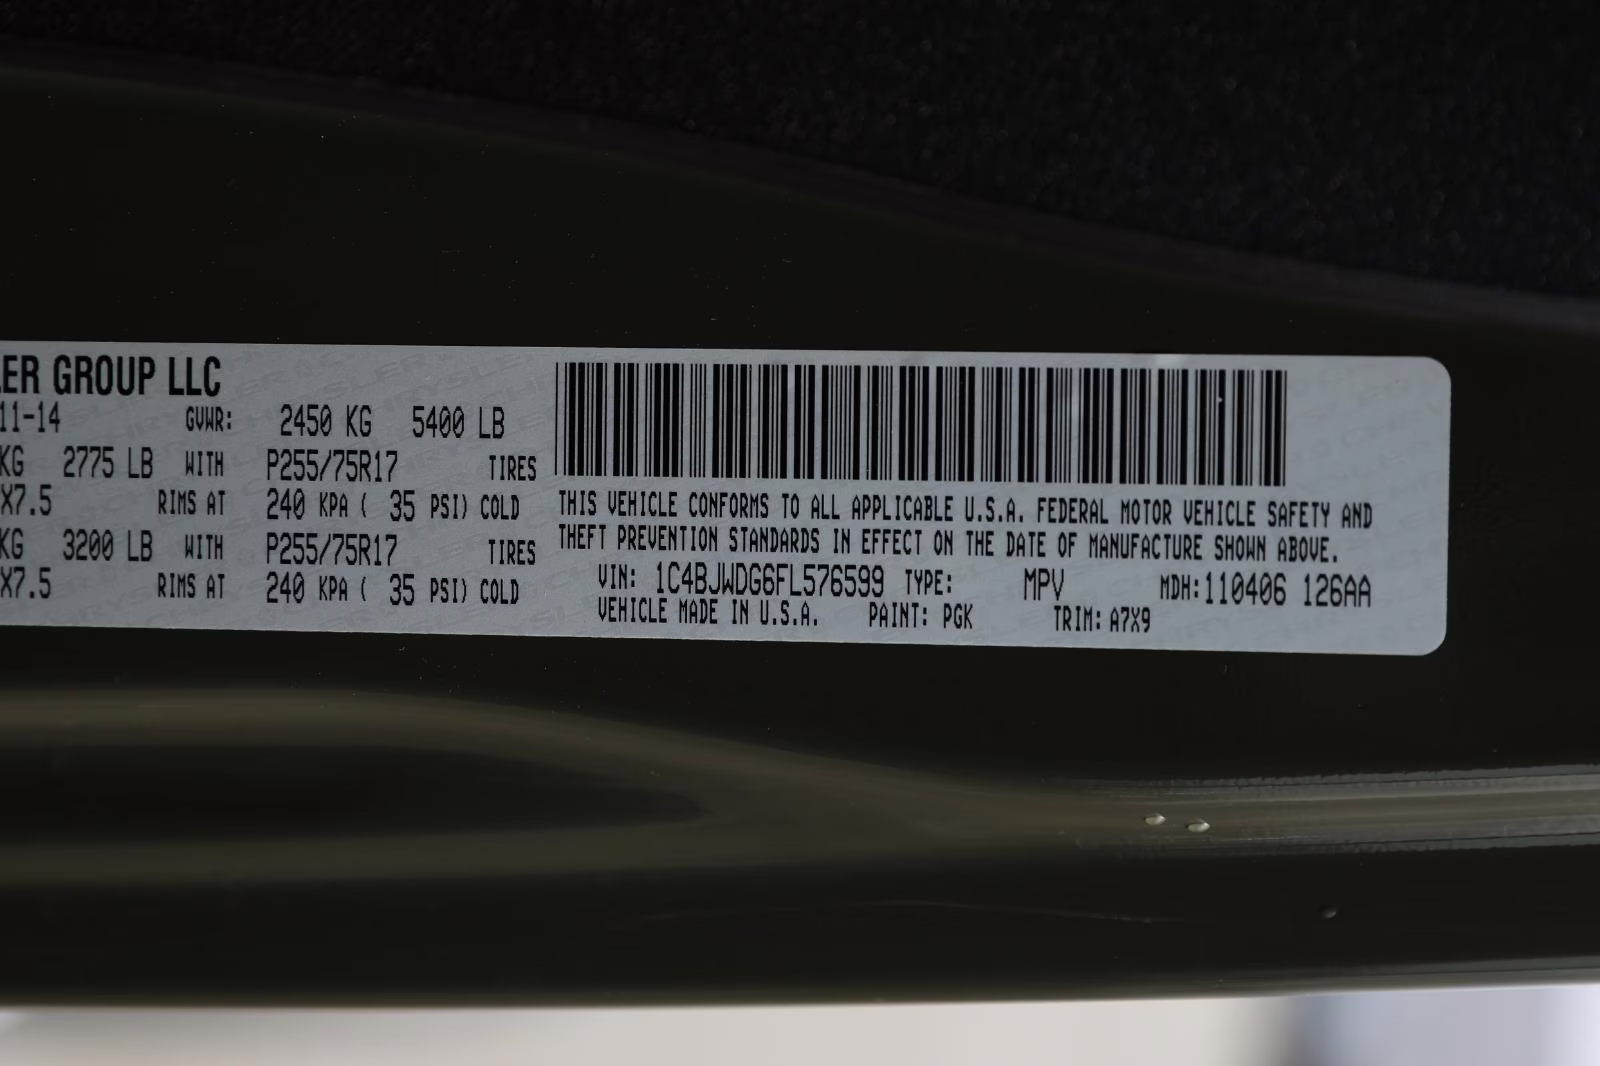 ER GROUP LLC
11-14 GVWR: 2450 KG 5400 LB
KG 2775 LB WITH P255/75R17 TIRES
X7.5 RIMS AT 240 KPA ( 35 PSI) COLD
KG 3200 LB WITH P255/75R17 TIRES
X7.5 RIMS AT 240 KPA ( 35 PSI) COLD
THIS VEHICLE CONFORMS TO ALL APPLICABLE U.S.A. FEDERAL MOTOR VEHICLE SAFETY AND
THEFT PREVENTION STANDARDS IN EFFECT ON THE DATE OF MANUFACTURE SHOWN ABOVE.
VIN: 1C4BJWDG6FL576599 TYPE: MPV MDH:110406 126AA
VEHICLE MADE IN U.S.A. PAINT: PGK TRIM: A7X9